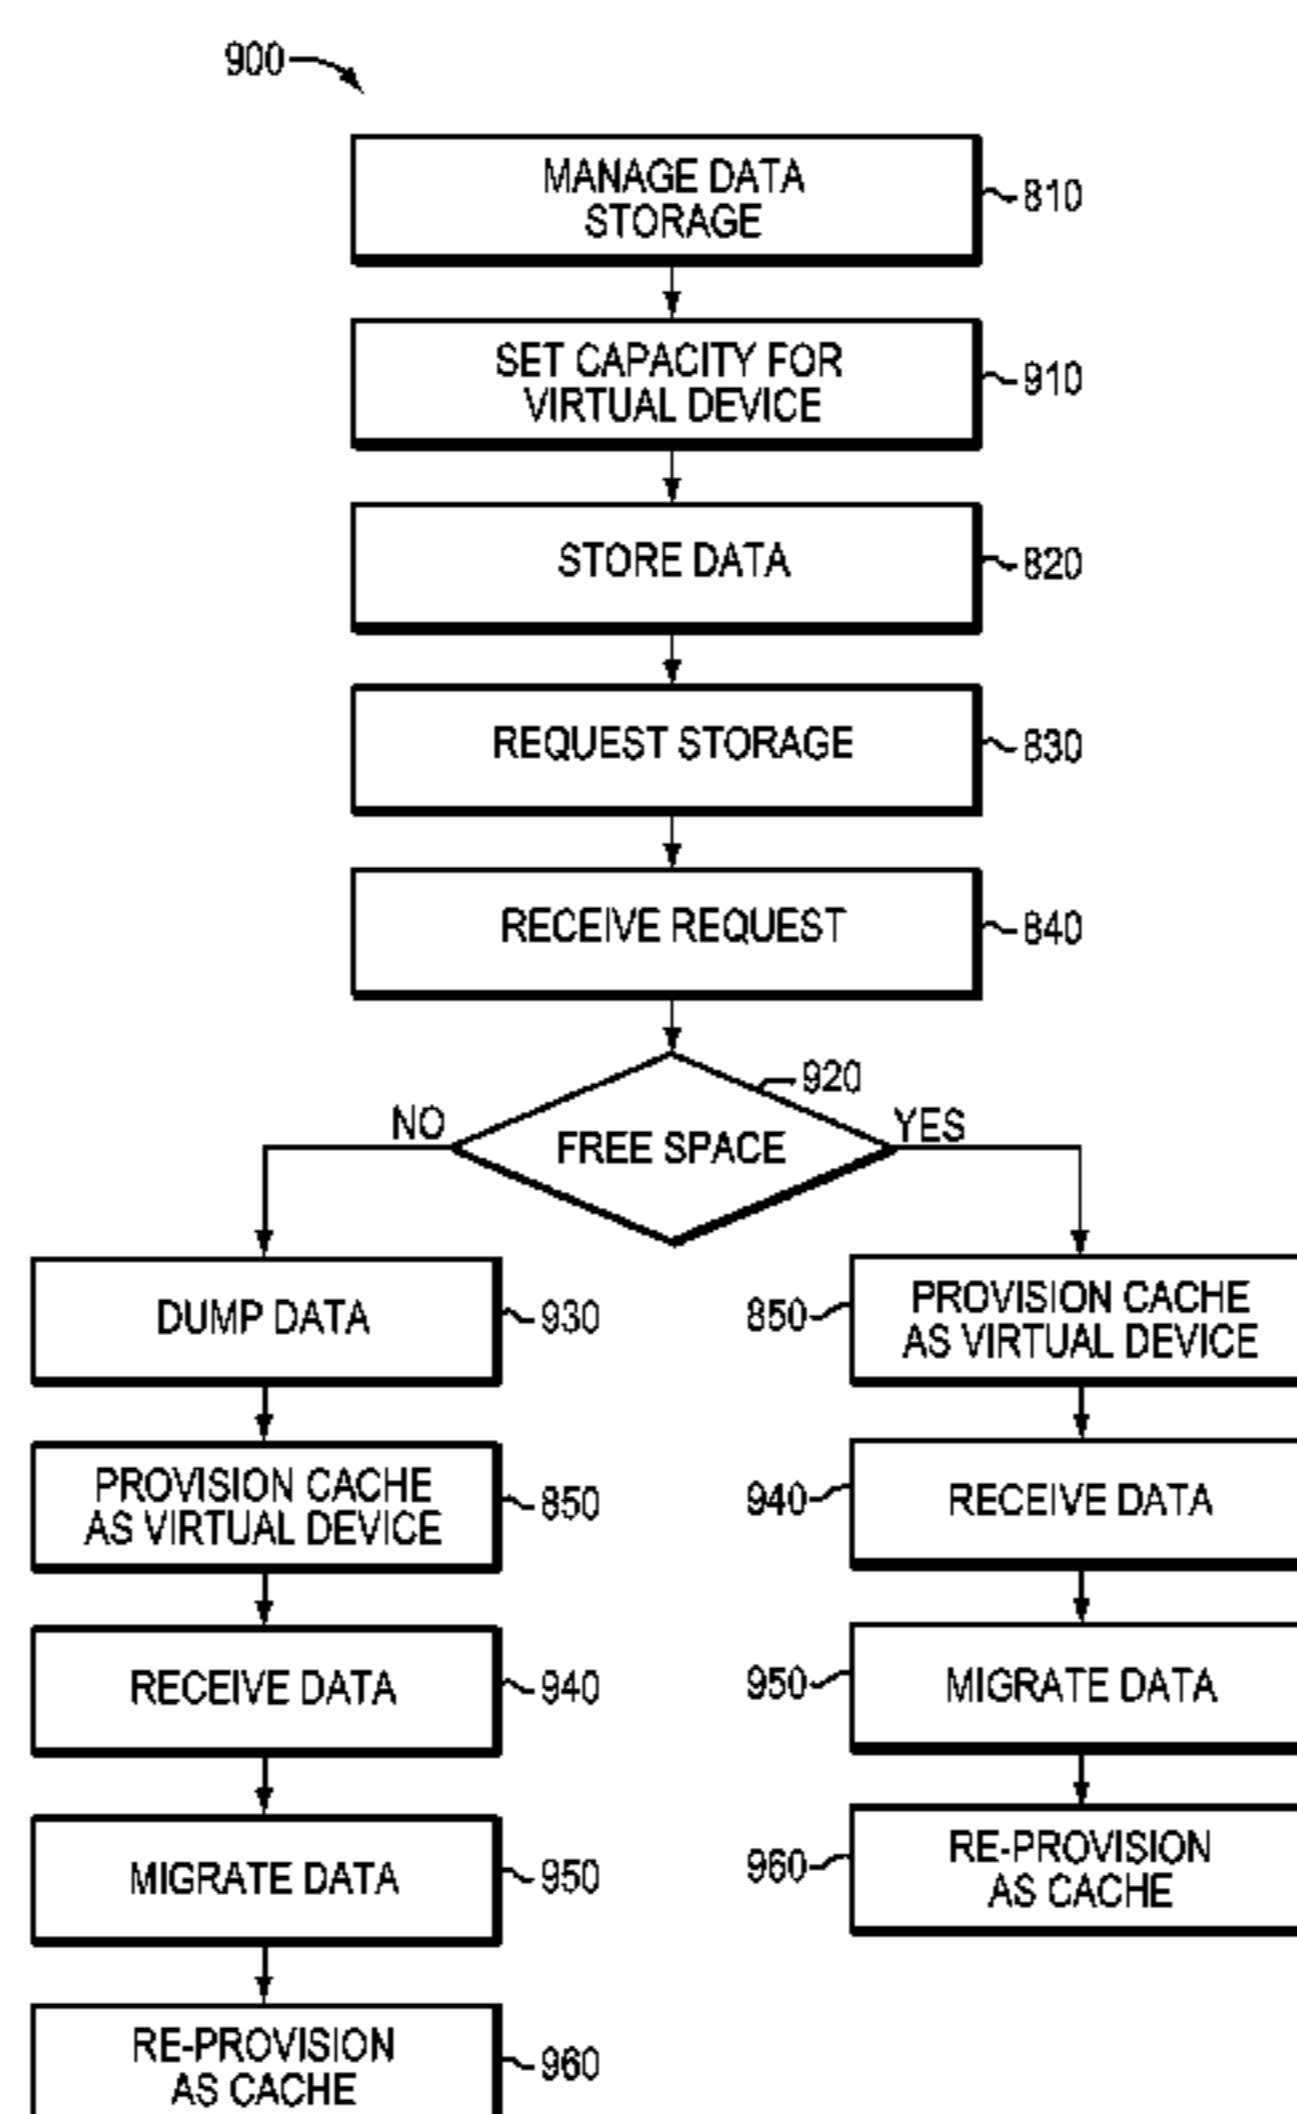 900
MANAGE DATA
STORAGE
810
SET CAPACITY FOR
VIRTUAL DEVICE
910
STORE DATA
820
REQUEST STORAGE
830
RECEIVE REQUEST
840
920
NO
FREE SPACE
YES
DUMP DATA
930
PROVISION CACHE
AS VIRTUAL DEVICE
850
RECEIVE DATA
940
MIGRATE DATA
950
RE-PROVISION
AS CACHE
960
850
PROVISION CACHE
AS VIRTUAL DEVICE
940
RECEIVE DATA
950
MIGRATE DATA
960
RE-PROVISION
AS CACHE